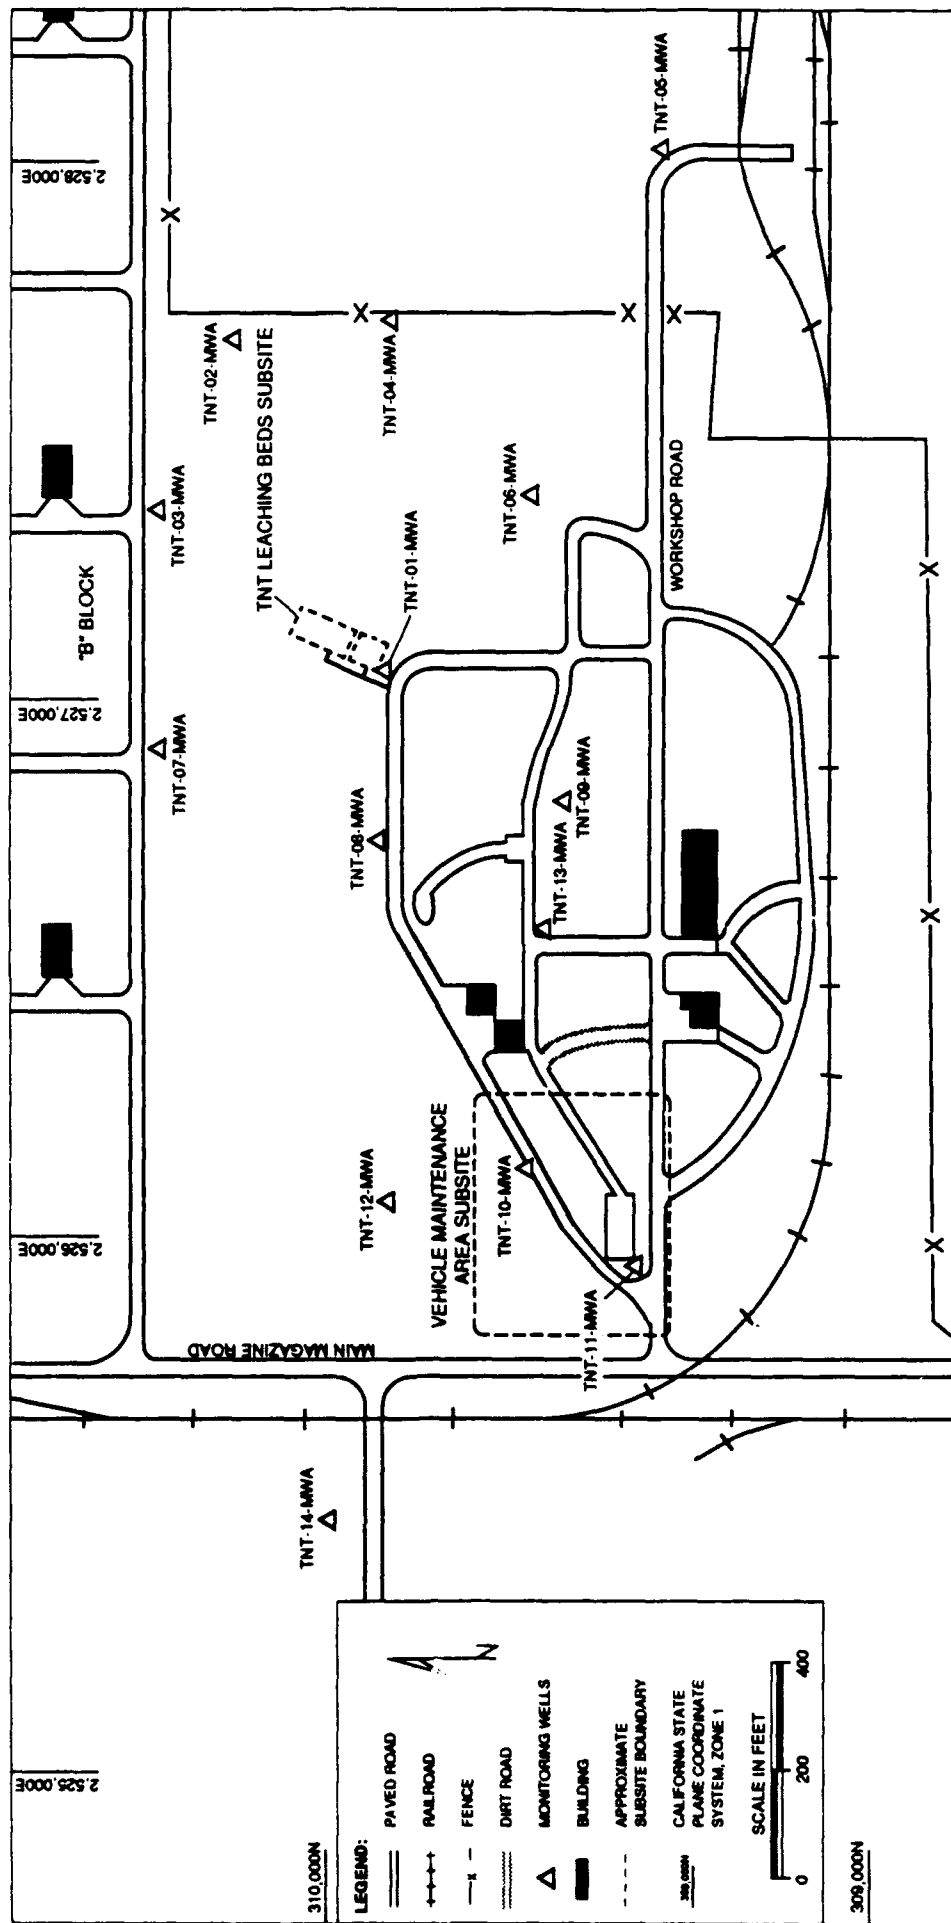 2,525,000E
2,526,000E
2,527,000E
2,528,000E
310,000N
309,000N
"B" BLOCK
MAIN MAGAZINE ROAD
TNT-14-MWA
TNT-12-MWA
TNT-08-MWA
TNT-07-MWA
TNT-03-MWA
TNT-02-MWA
TNT LEACHING BEDS SUBSITE
TNT-01-MWA
TNT-04-MWA
TNT-06-MWA
TNT-05-MWA
VEHICLE MAINTENANCE
AREA SUBSITE
TNT-10-MWA
TNT-11-MWA
TNT-13-MWA
TNT-09-MWA
WORKSHOP ROAD
LEGEND:
PAVED ROAD
RAILROAD
FENCE
DIRT ROAD
MONITORING WELLS
BUILDING
APPROXIMATE
SUBSITE BOUNDARY
CALIFORNIA STATE
PLANE COORDINATE
SYSTEM, ZONE 1
N
SCALE IN FEET
0 200 400